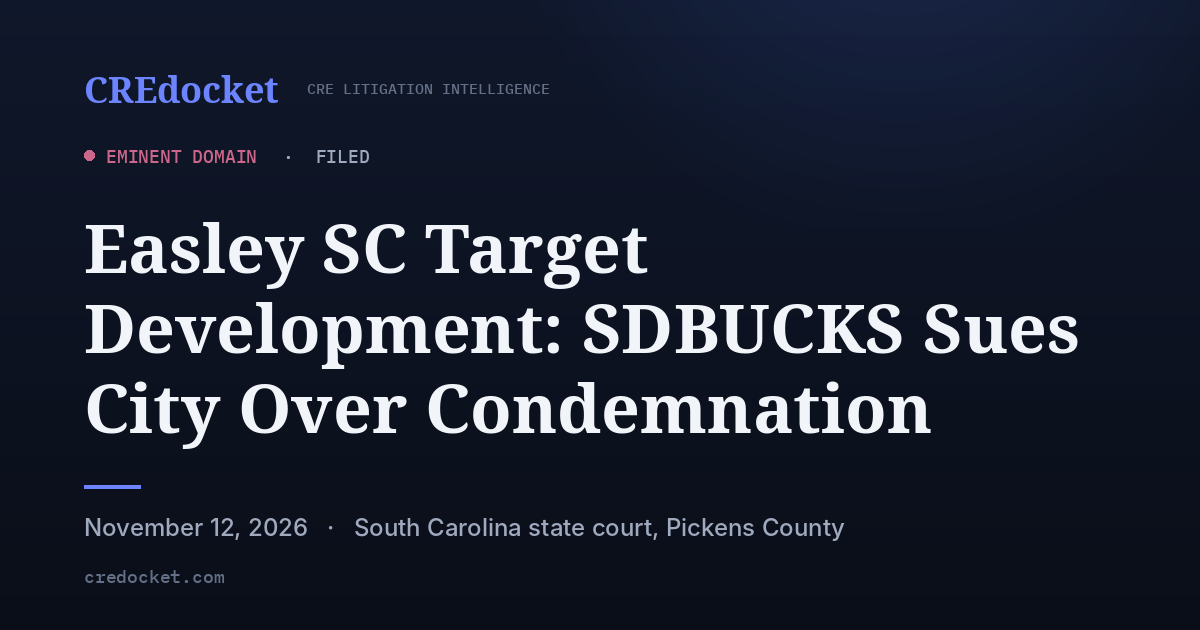 CREdocket CRE LITIGATION INTELLIGENCE
EMINENT DOMAIN · FILED
Easley SC Target
Development: SDBUCKS Sues
City Over Condemnation
November 12, 2026 · South Carolina state court, Pickens County
credocket.com